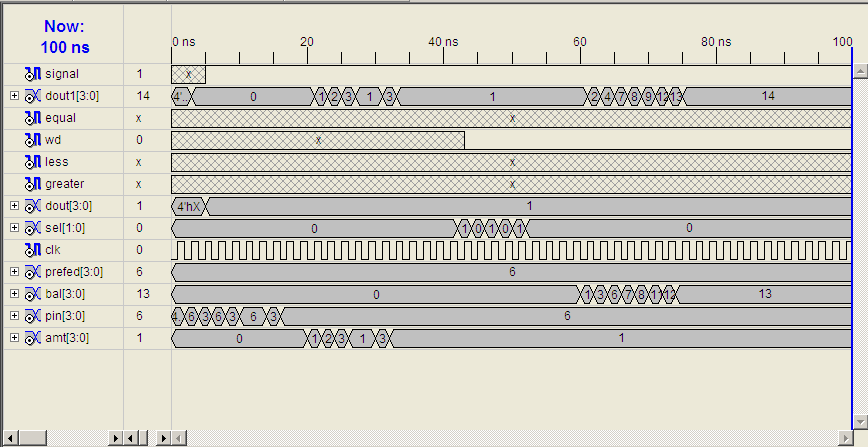 Now:
100 ns
0 ns 20 40 ns 60 80 ns 100
signal 1 x
dout1[3:0] 14 4'... 0 1 2 3 1 3 1 2 4 7 8 9 12 13 14
equal x x
wd 0 x
less x x
greater x x
dout[3:0] 1 4'hX 1
sel[1:0] 0 0 1 0 1 0 1 0
clk 0
prefed[3:0] 6 6
bal[3:0] 13 0 1 3 6 7 8 11 12 13
pin[3:0] 6 4... 6 3 6 3 6 3 6
amt[3:0] 1 0 1 2 3 1 3 1